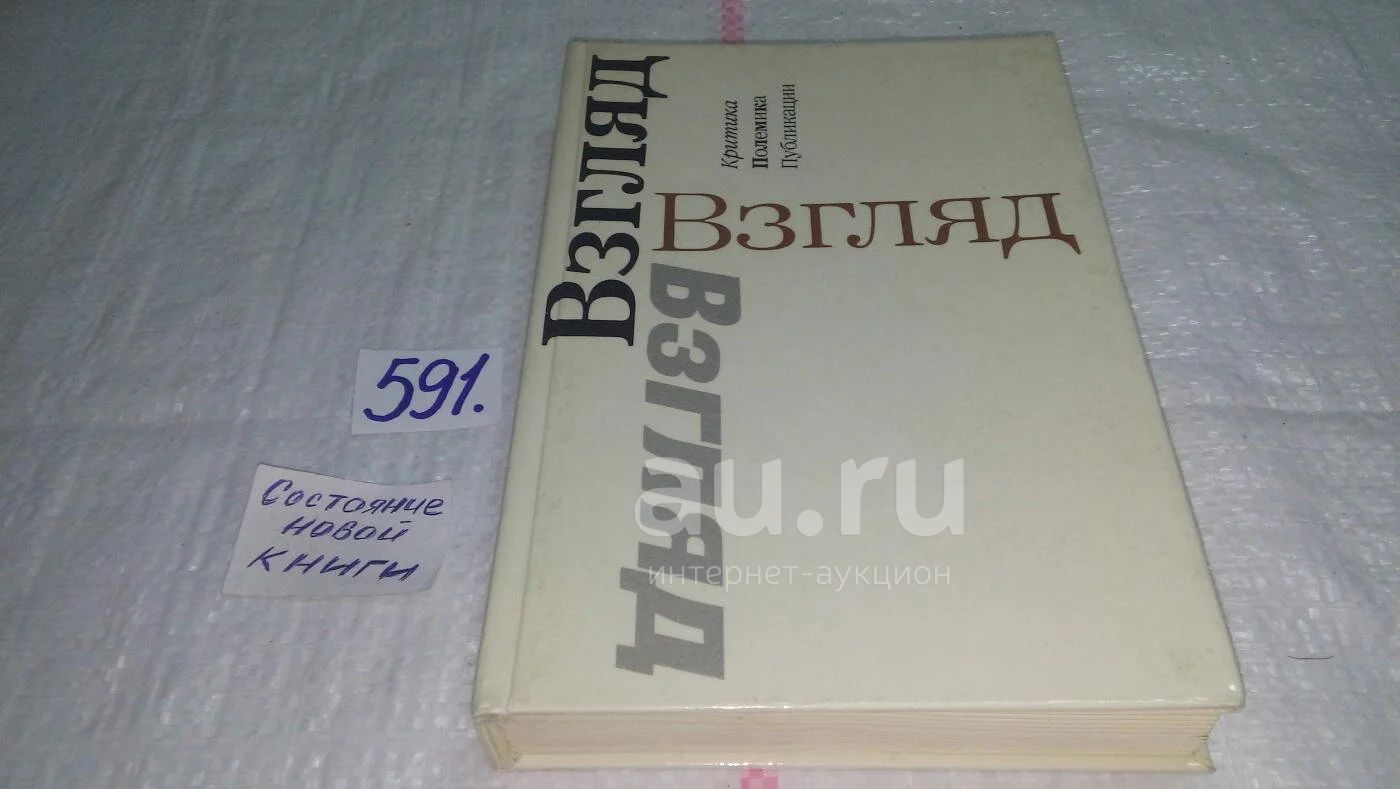 Взгляд
Критика
Полемика
Публикации
Взгляд
Взгляд
591.
Состояние
новой
книги
au.ru
интернет-аукцион